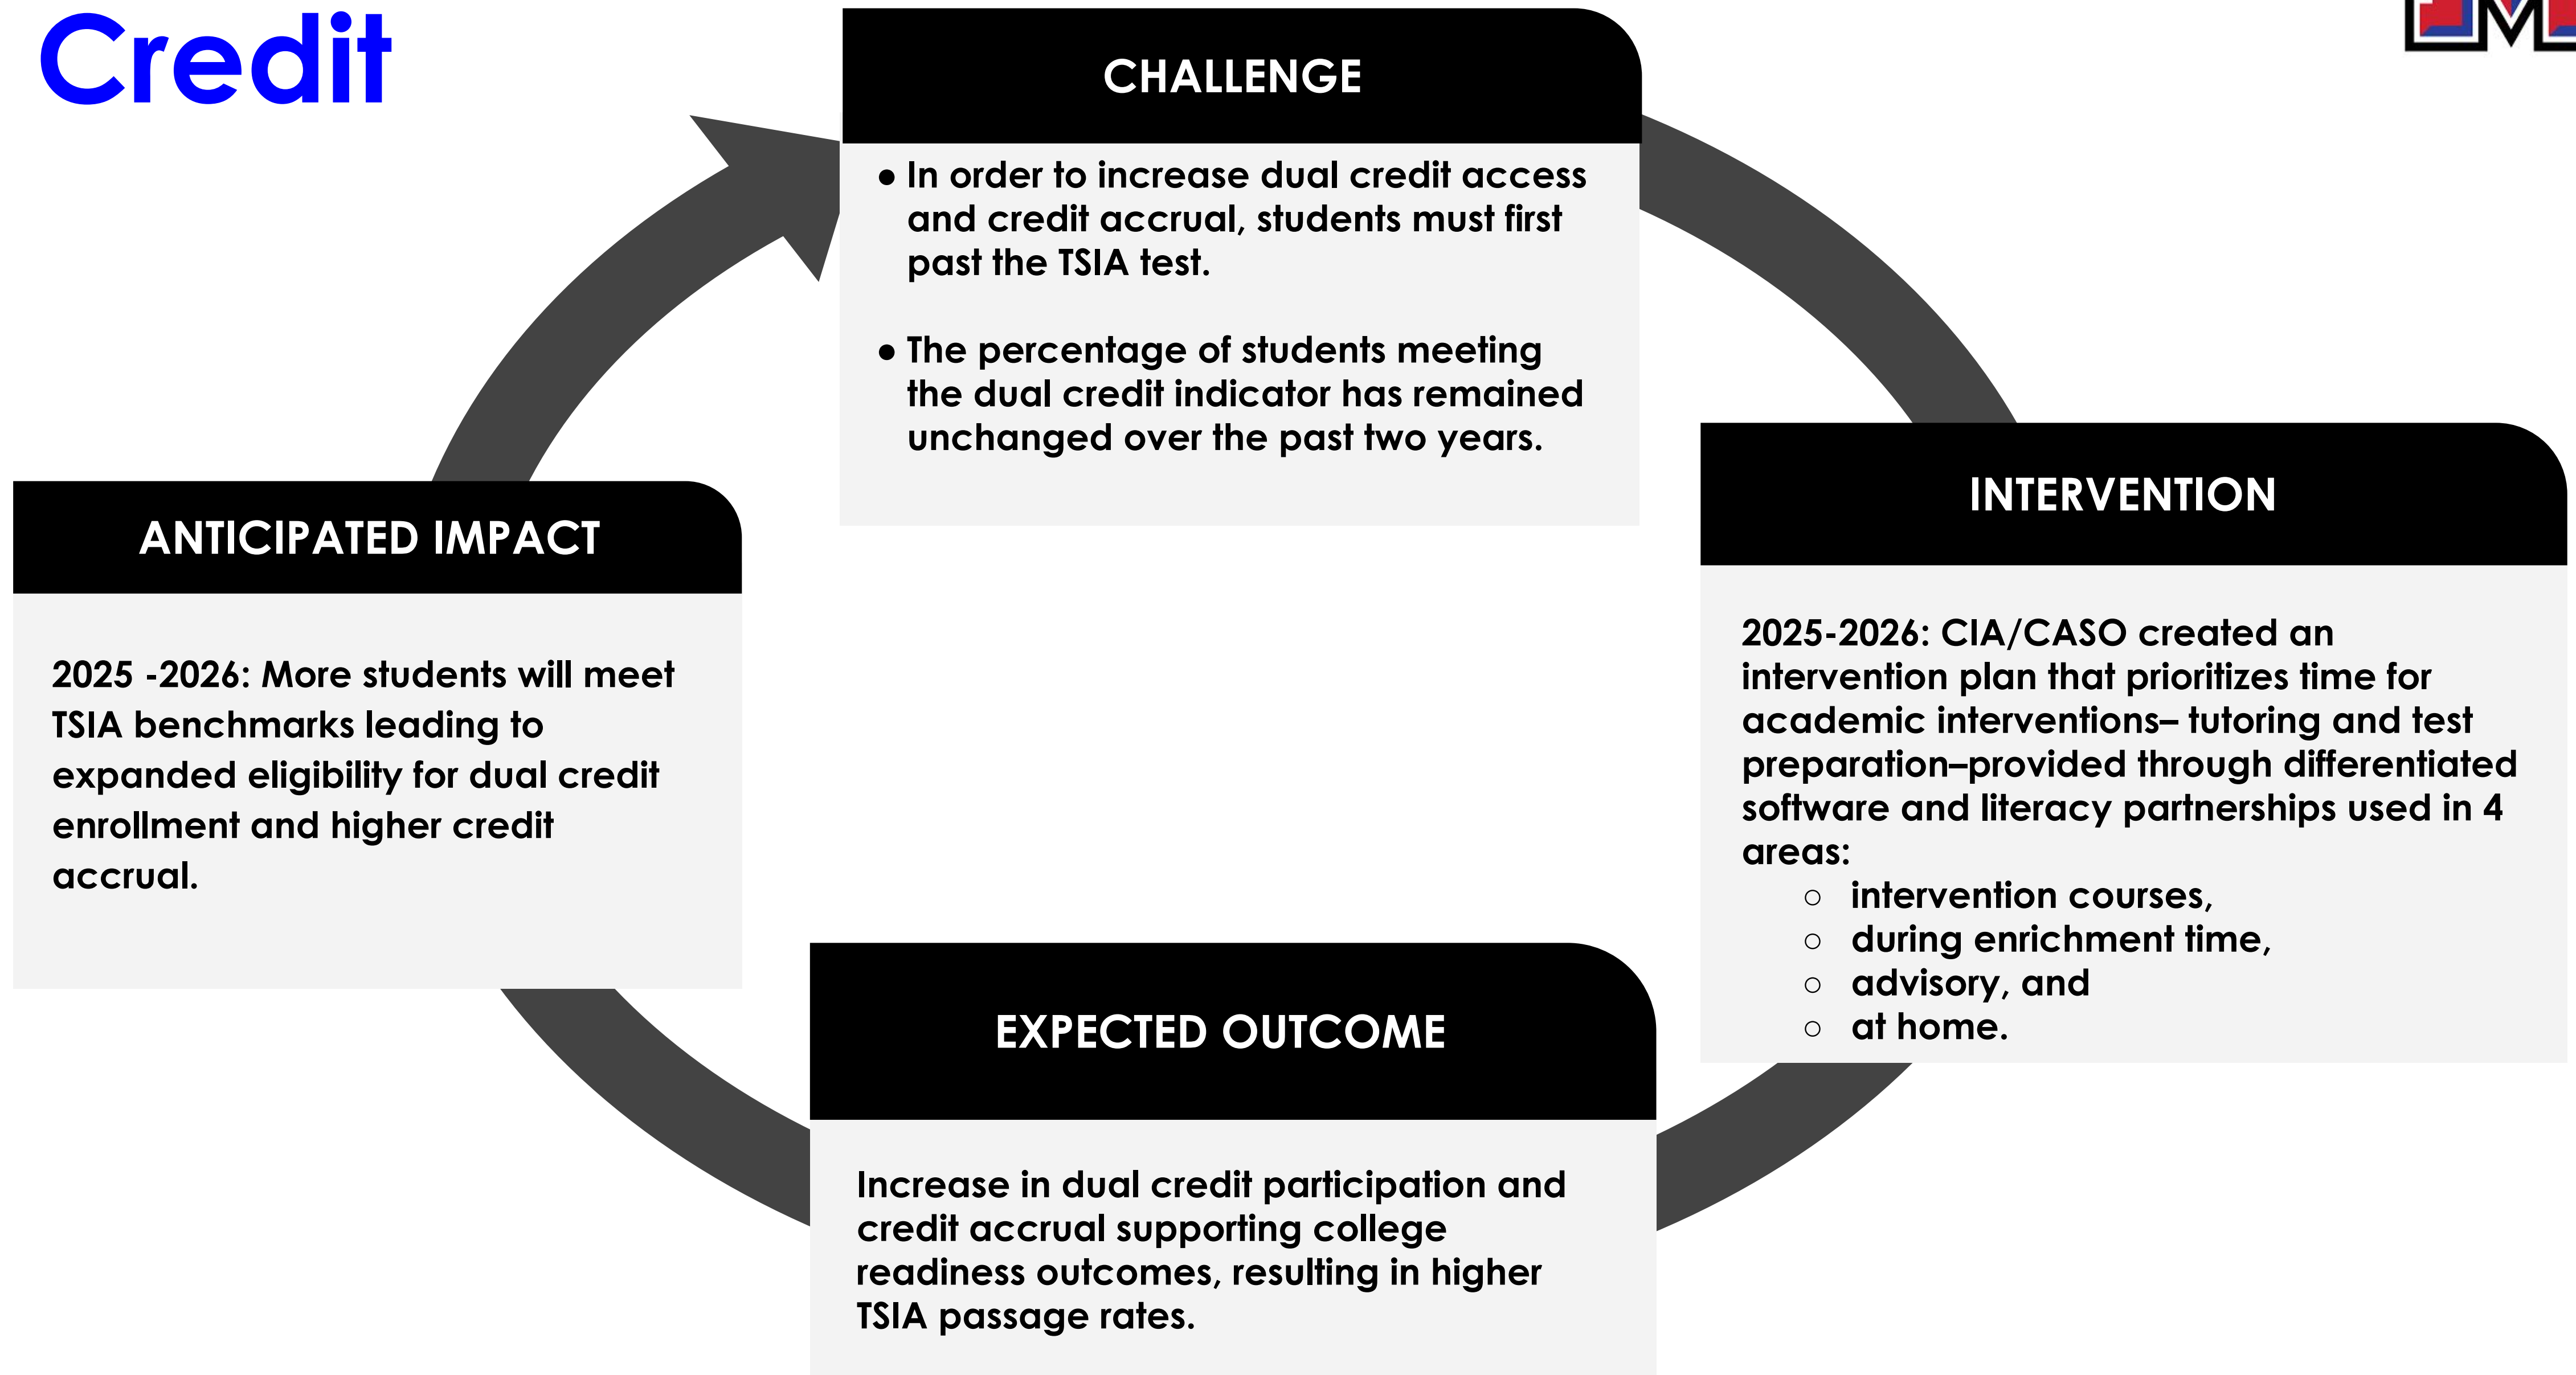 Credit
CHALLENGE
● In order to increase dual credit access
and credit accrual, students must first
past the TSIA test.
● The percentage of students meeting
the dual credit indicator has remained
unchanged over the past two years.
INTERVENTION
2025-2026: CIA/CASO created an
intervention plan that prioritizes time for
academic interventions– tutoring and test
preparation–provided through differentiated
software and literacy partnerships used in 4
areas:
○ intervention courses,
○ during enrichment time,
○ advisory, and
○ at home.
EXPECTED OUTCOME
Increase in dual credit participation and
credit accrual supporting college
readiness outcomes, resulting in higher
TSIA passage rates.
ANTICIPATED IMPACT
2025 -2026: More students will meet
TSIA benchmarks leading to
expanded eligibility for dual credit
enrollment and higher credit
accrual.